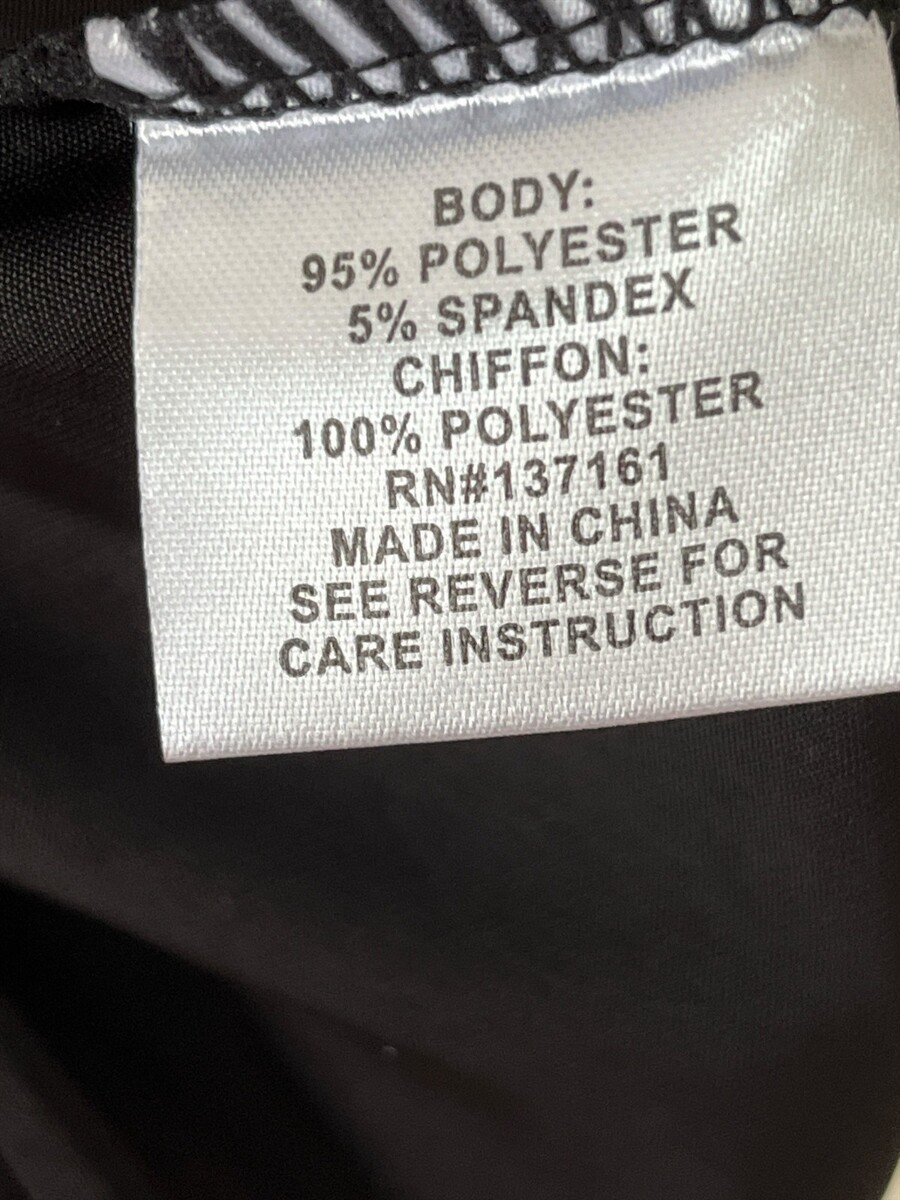 BODY:
95% POLYESTER
5% SPANDEX
CHIFFON:
100% POLYESTER
RN#137161
MADE IN CHINA
SEE REVERSE FOR
CARE INSTRUCTION